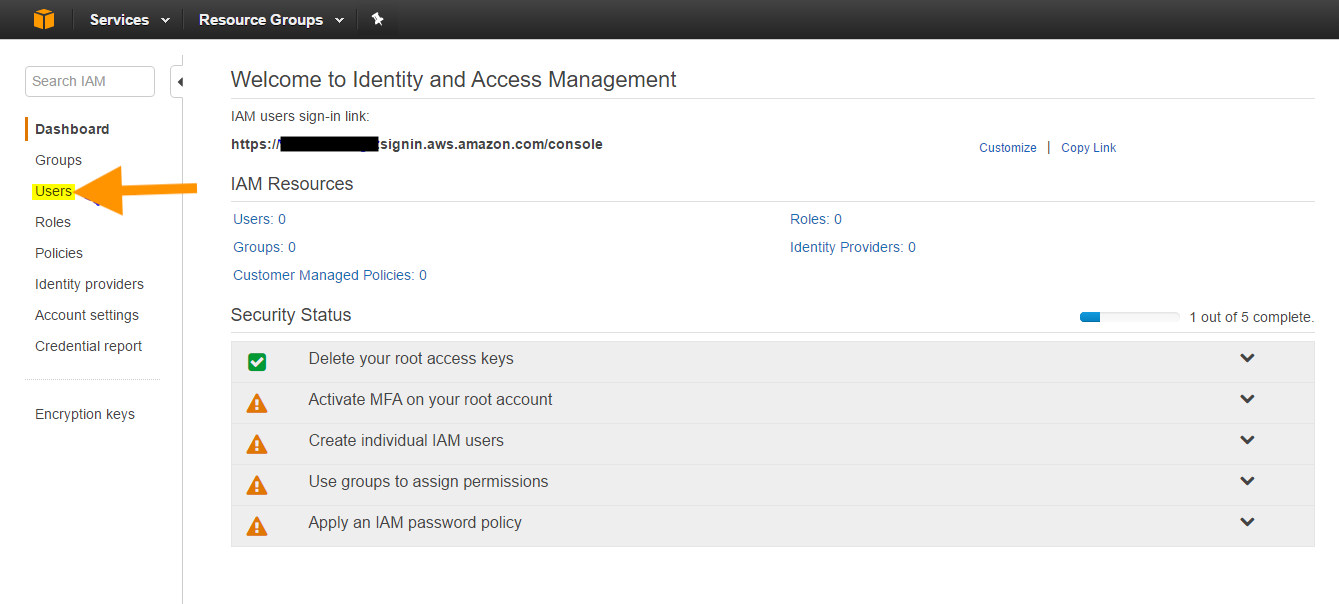 Services Resource Groups
Search IAM
Dashboard
Groups
Users
Roles
Policies
Identity providers
Account settings
Credential report
Encryption keys
Welcome to Identity and Access Management
IAM users sign-in link:
https:// signin.aws.amazon.com/console
Customize | Copy Link
IAM Resources
Users: 0
Roles: 0
Groups: 0
Identity Providers: 0
Customer Managed Policies: 0
Security Status
1 out of 5 complete.
Delete your root access keys
Activate MFA on your root account
Create individual IAM users
Use groups to assign permissions
Apply an IAM password policy